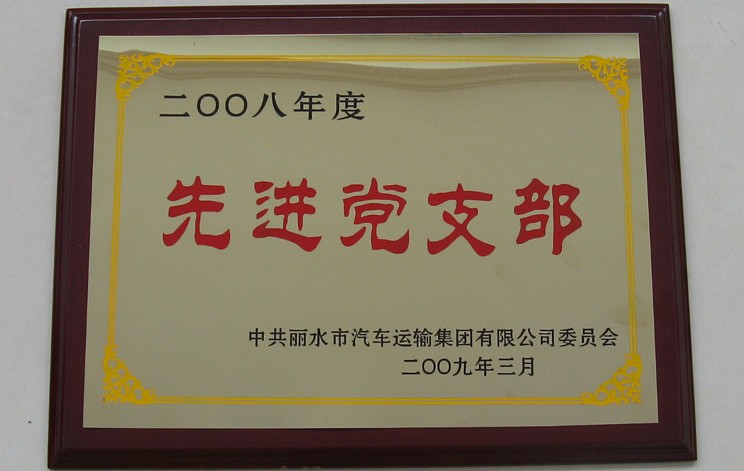 二〇〇八年度
先进党支部
中共丽水市汽车运输集团有限公司委员会
二〇〇九年三月